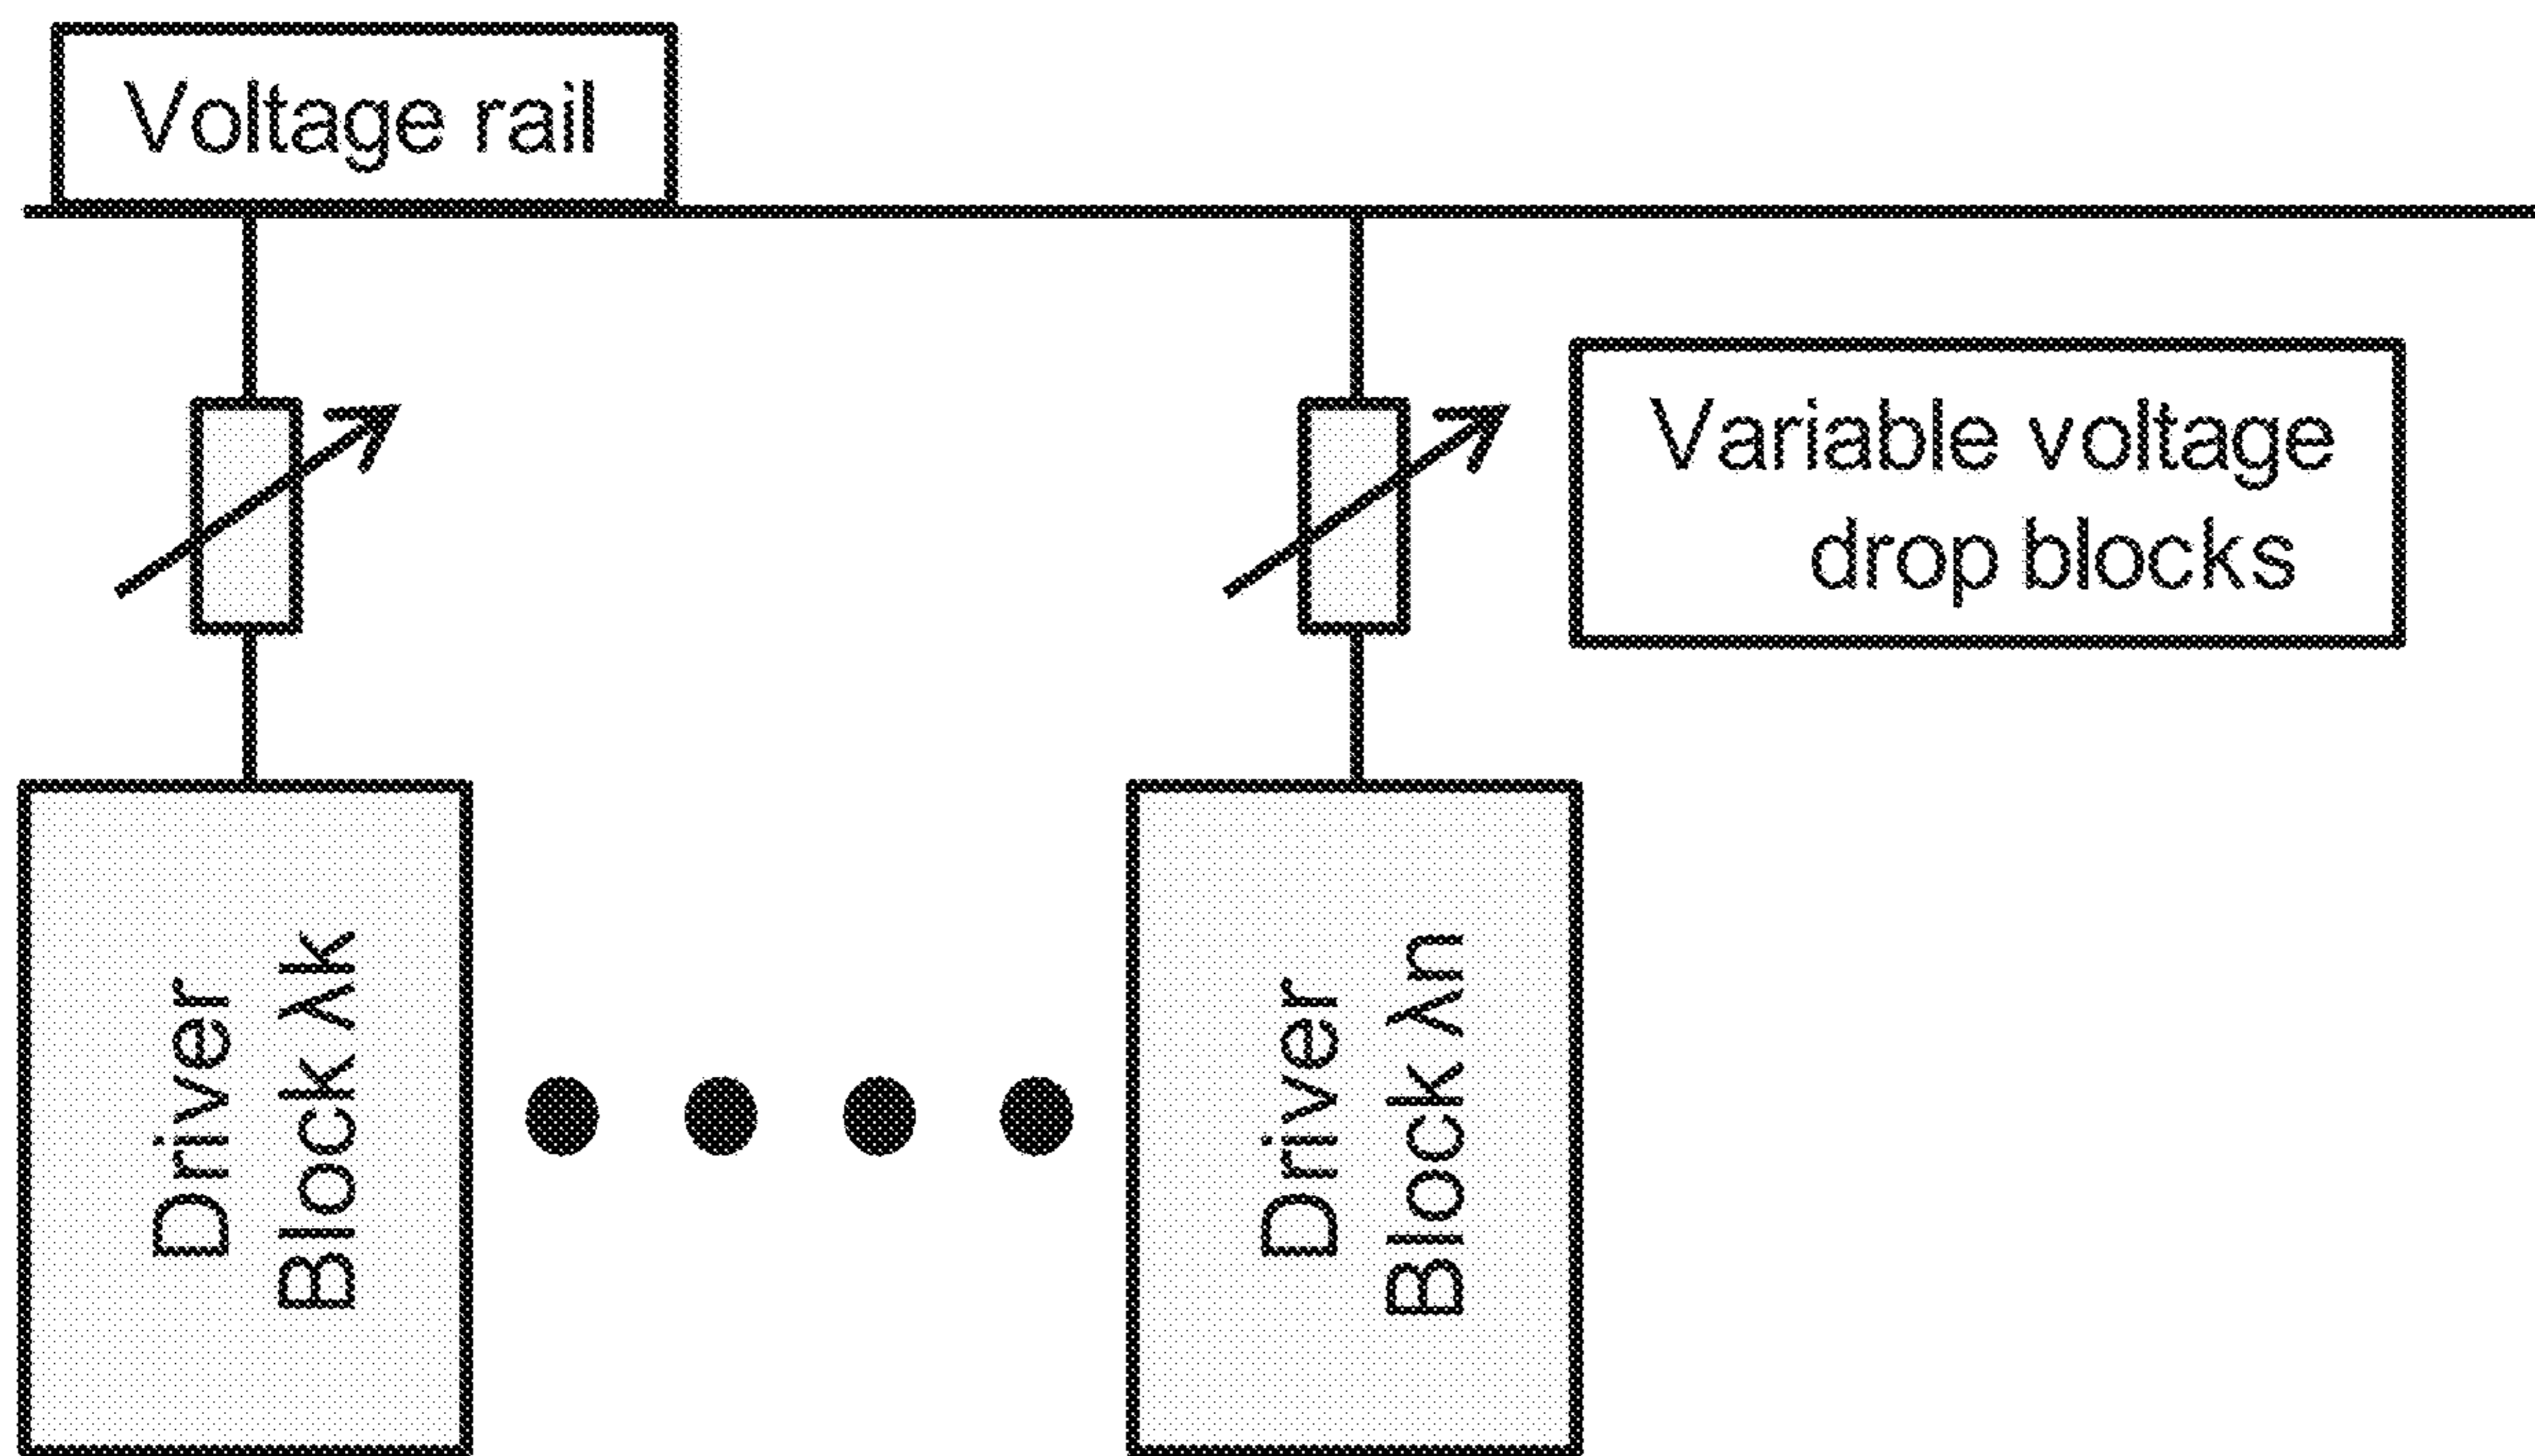 Voltage rail
Variable voltage
drop blocks
Driver
Block λk
Driver
Block λn